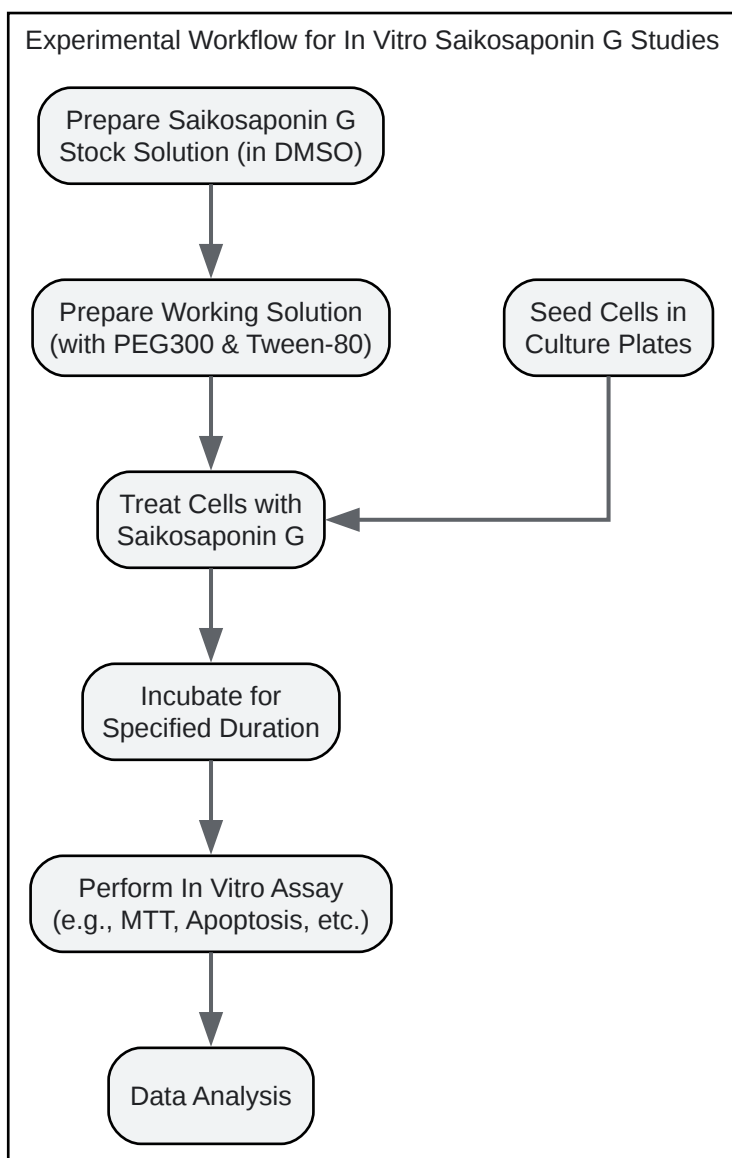 Experimental Workflow for In Vitro Saikosaponin G Studies
Prepare Saikosaponin G
Stock Solution (in DMSO)
Prepare Working Solution
(with PEG300 & Tween-80)
Seed Cells in
Culture Plates
Treat Cells with
Saikosaponin G
Incubate for
Specified Duration
Perform In Vitro Assay
(e.g., MTT, Apoptosis, etc.)
Data Analysis